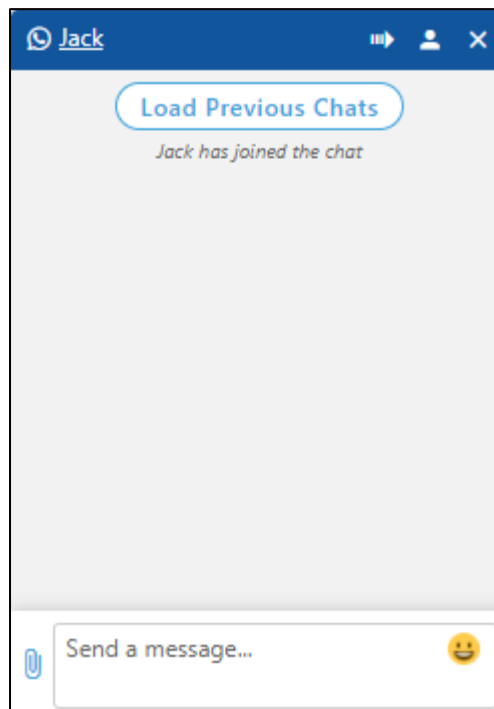 Jack
Load Previous Chats
Jack has joined the chat
Send a message...